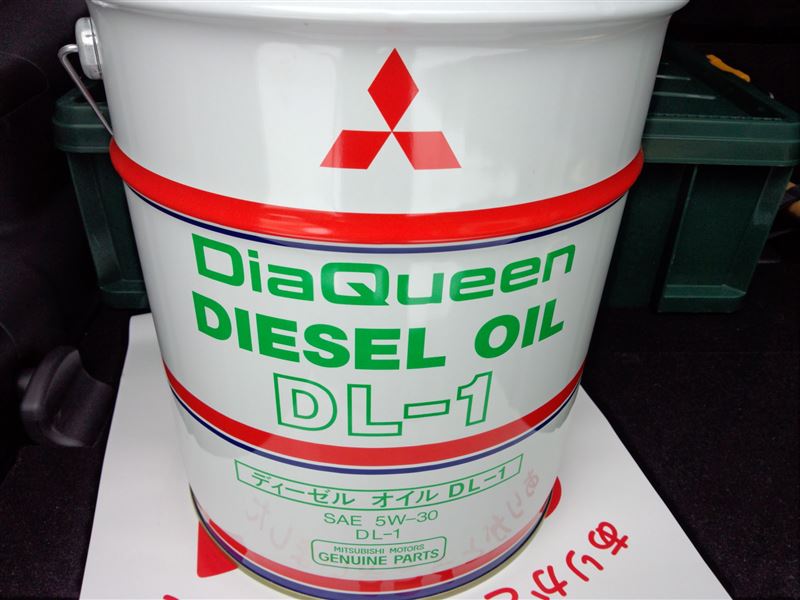 DiaQueen
DIESEL OIL
DL-1
ディーゼル オイル DL-1
SAE 5W-30
DL-1
MITSUBISHI MOTORS
GENUINE PARTS